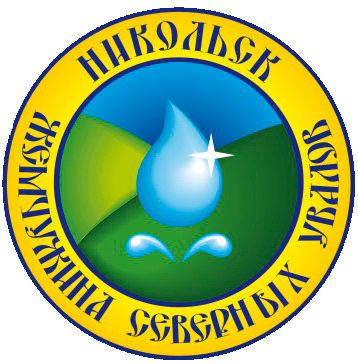 НИКОЛЬСК
ЖЕМЧУЖИНА СЕВЕРНЫХ УВАЛОВ